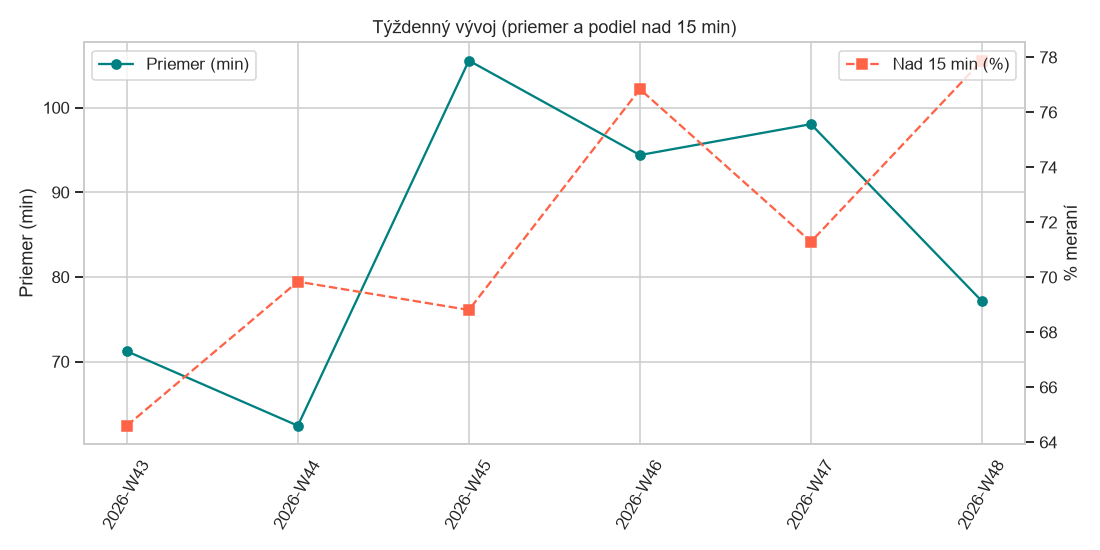 Týždenný vývoj (priemer a podiel nad 15 min)
Priemer (min)
Nad 15 min (%)
Priemer (min)
100
90
80
70
% meraní
78
76
74
72
70
68
66
64
2026-W43
2026-W44
2026-W45
2026-W46
2026-W47
2026-W48